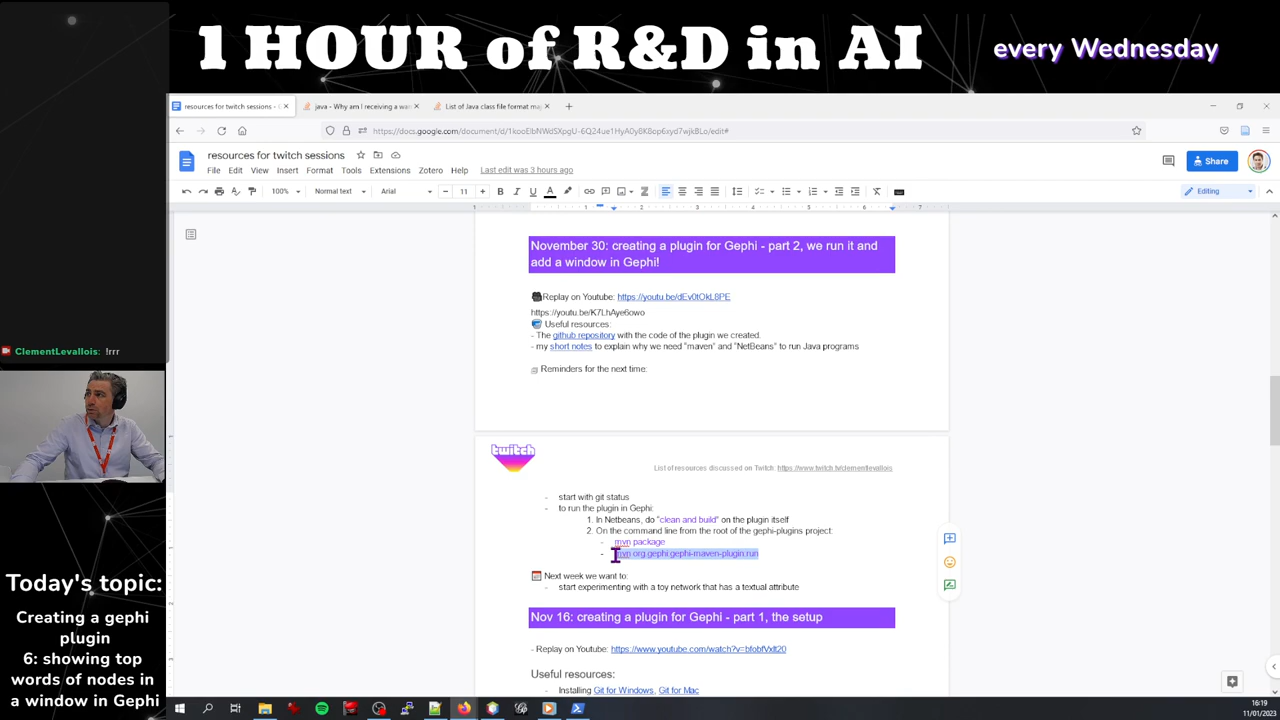 1 HOUR of R&D in AI
every Wednesday
resources for twitch sessions - 
java - Why am I receiving a wa
List of Java class file format ma
https://docs.google.com/document/d/
/edit#
resources for twitch sessions
File Edit View Insert Format Tools Extensions Zotero Help Last edit was 3 hours ago
Share
100% Normal text Arial 11 Editing
November 30: creating a plugin for Gephi - part 2, we run it and
add a window in Gephi!
Replay on Youtube: https://youtu.be/dEv0tOkL8PE
https://youtu.be/K7LhAye6owo
Useful resources:
- The github repository with the code of the plugin we created.
- my short notes to explain why we need "maven" and "NetBeans" to run Java programs
Reminders for the next time:
twitch
List of resources discussed on Twitch: https://www.twitch.tv/clementlevallois
- start with git status
- to run the plugin in Gephi:
1. In Netbeans, do "clean and build" on the plugin itself
2. On the command line from the root of the gephi-plugins project:
- mvn package
- mvn org.gephi:gephi-maven-plugin:run
Next week we want to:
- start experimenting with a toy network that has a textual attribute
Nov 16: creating a plugin for Gephi - part 1, the setup
- Replay on Youtube: https://www.youtube.com/watch?v=bfobfVxlt20
Useful resources:
- Installing Git for Windows, Git for Mac
ClementLevallois: !rrr
Today's topic:
Creating a gephi
plugin
6: showing top
words of nodes in
a window in Gephi
16:19
11/01/2023